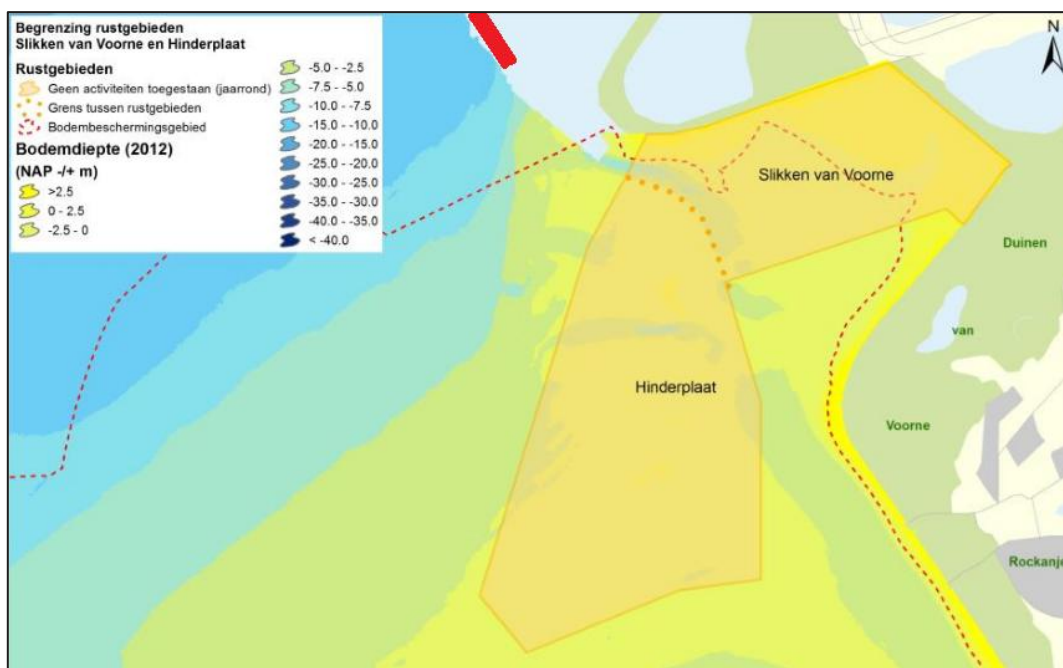 Begrenzing rustgebieden
Slikken van Voorne en Hinderplaat
Rustgebieden
Geen activiteiten toegestaan (jaarrond)
Grens tussen rustgebieden
Bodembeschermingsgebied
Bodemdiepte (2012)
(NAP -/+ m)
>2.5
0 - 2.5
-2.5 - 0
-5.0 - -2.5
-7.5 - -5.0
-10.0 - -7.5
-15.0 - -10.0
-20.0 - -15.0
-25.0 - -20.0
-30.0 - -25.0
-35.0 - -30.0
-40.0 - -35.0
< -40.0
N
Slikken van Voorne
Duinen
van
Hinderplaat
Voorne
Rockanje